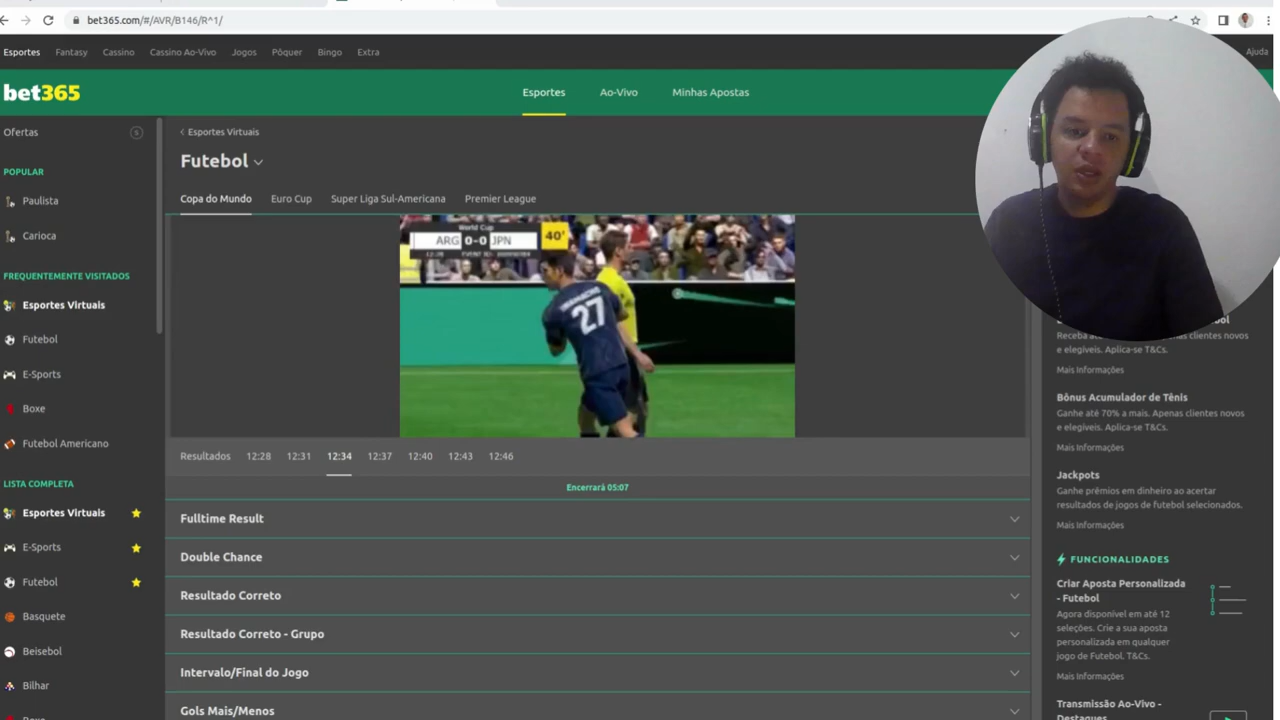 bet365.com/#/AVR/B146/R^1/
Esportes Fantasy Cassino Cassino Ao-Vivo Jogos Pôquer Bingo Extra Ajuda
bet365
Esportes Ao-Vivo Minhas Apostas
Ofertas 5
POPULAR
Paulista
Carioca
FREQUENTEMENTE VISITADOS
Esportes Virtuais
Futebol
E-Sports
Boxe
Futebol Americano
LISTA COMPLETA
Esportes Virtuais
E-Sports
Futebol
Basquete
Beisebol
Bilhar
Esportes Virtuais
Futebol
Copa do Mundo Euro Cup Super Liga Sul-Americana Premier League
World Cup
ARG 0-0 JPN 40'
12:28
27
Resultados 12:28 12:31 12:34 12:37 12:40 12:43 12:46
Encerrará 05:07
Fulltime Result
Double Chance
Resultado Correto
Resultado Correto - Grupo
Intervalo/Final do Jogo
Gols Mais/Menos
e elegíveis. Aplica-se T&Cs.
Mais Informações
Bônus Acumulador de Tênis
Ganhe até 70% a mais. Apenas clientes novos
e elegíveis. Aplica-se T&Cs.
Mais Informações
Jackpots
Ganhe prêmios em dinheiro ao acertar
resultados de jogos de futebol selecionados.
Mais Informações
FUNCIONALIDADES
Criar Aposta Personalizada
- Futebol
Agora disponível em até 12
seleções. Crie a sua aposta
personalizada em qualquer
jogo de Futebol. T&Cs.
Mais Informações
Transmissão Ao-Vivo -
Destaques